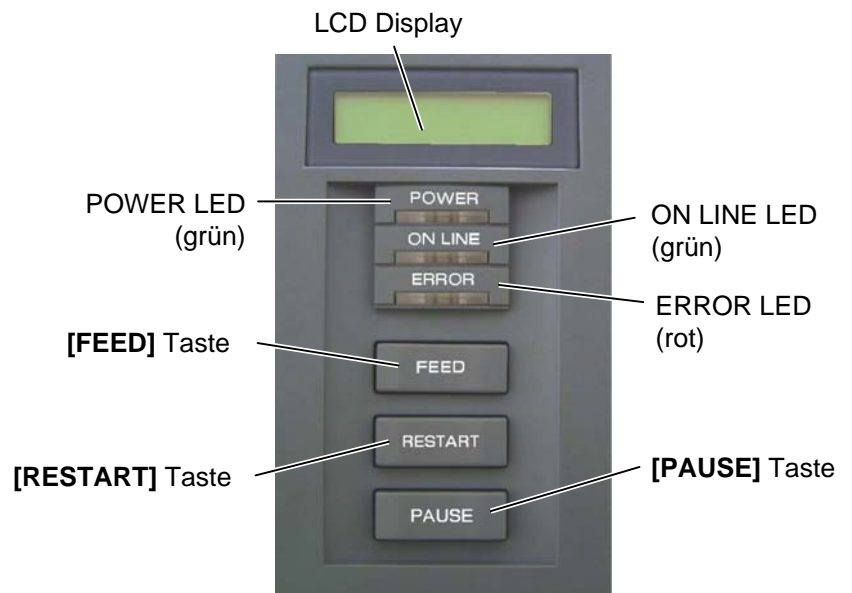 LCD Display
POWER
POWER LED
(grün)
ON LINE
ON LINE LED
(grün)
ERROR
ERROR LED
(rot)
[FEED] Taste
FEED
RESTART
[RESTART] Taste
[PAUSE] Taste
PAUSE